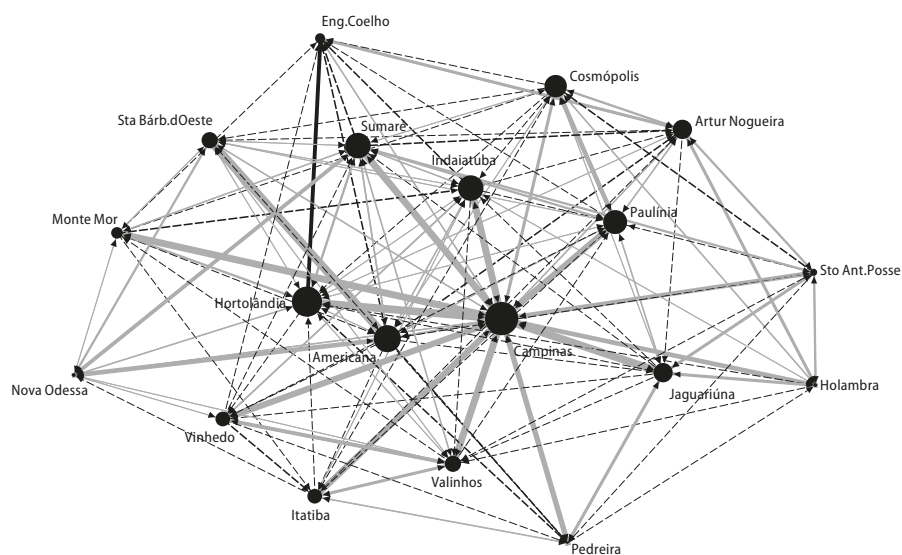 Eng.Coelho
Cosmópolis
Sta Bárb.dOeste
Sumare
Artur Nogueira
Indaiatuba
Monte Mor
Paulínia
Sto Ant.Posse
Hortolândia
Americana
Campinas
Nova Odessa
Jaguariúna
Holambra
Vinhedo
Valinhos
Itatiba
Pedreira